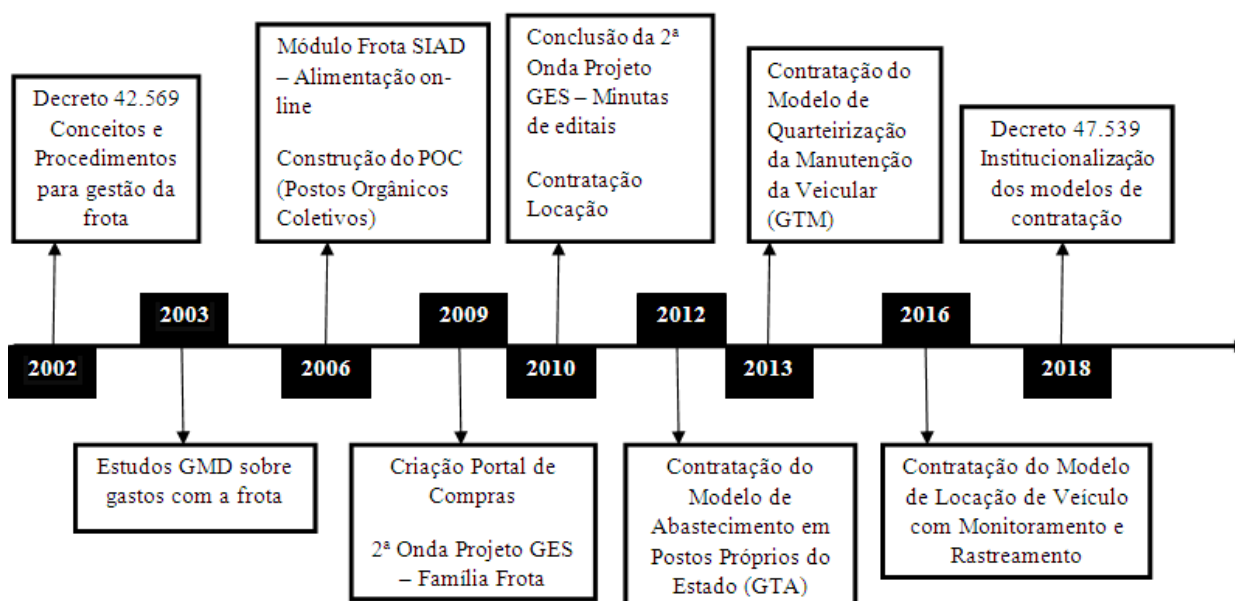 Decreto 42.569
Conceitos e
Procedimentos
para gestão da
frota
Módulo Frota SIAD
– Alimentação on-
line
Construção do POC
(Postos Orgânicos
Coletivos)
Conclusão da 2ª
Onda Projeto
GES – Minutas
de editais
Contratação
Locação
Contratação do
Modelo de
Quarteirização
da Manutenção
da Veicular
(GTM)
Decreto 47.539
Institucionalização
dos modelos de
contratação
2003
2009
2012
2016
2002
2006
2010
2013
2018
Estudos GMD sobre
gastos com a frota
Criação Portal de
Compras
2ª Onda Projeto GES
– Família Frota
Contratação do
Modelo de
Abastecimento em
Postos Próprios do
Estado (GTA)
Contratação do Modelo
de Locação de Veículo
com Monitoramento e
Rastreamento